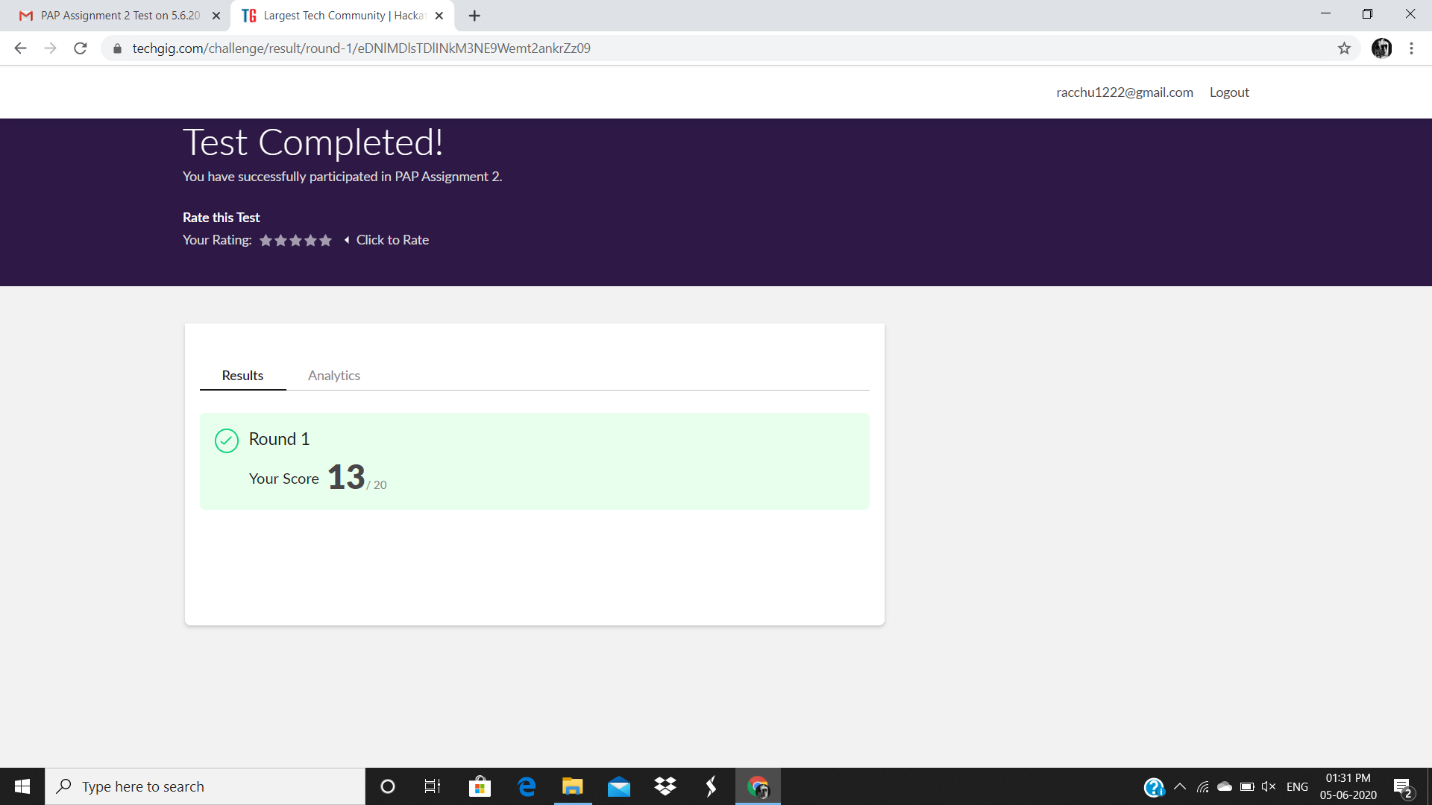 PAP Assignment 2 Test on 5.6.20
TG Largest Tech Community | Hacka
techgig.com/challenge/result/round-1/eDNlMDlsTDlINkM3NE9Wemt2ankrZz09
racchu1222@gmail.com Logout
Test Completed!
You have successfully participated in PAP Assignment 2.
Rate this Test
Your Rating: Click to Rate
Results Analytics
Round 1
Your Score 13 / 20
Type here to search
ENG
01:31 PM
05-06-2020
2